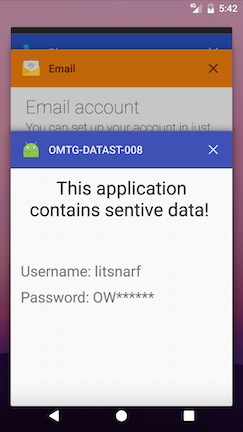 5:42
Email
Email account
You can set up your account in just
OMTG-DATAST-008
This application
contains sentive data!
Username: litsnarf
Password: OW******